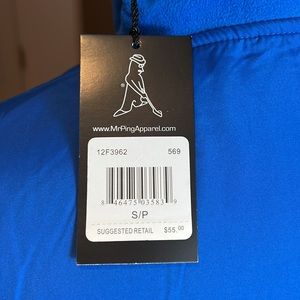 ®
www.MrPingApparel.com
12F3962 569
8 46475 03583 9
S/P
SUGGESTED RETAIL $55.00